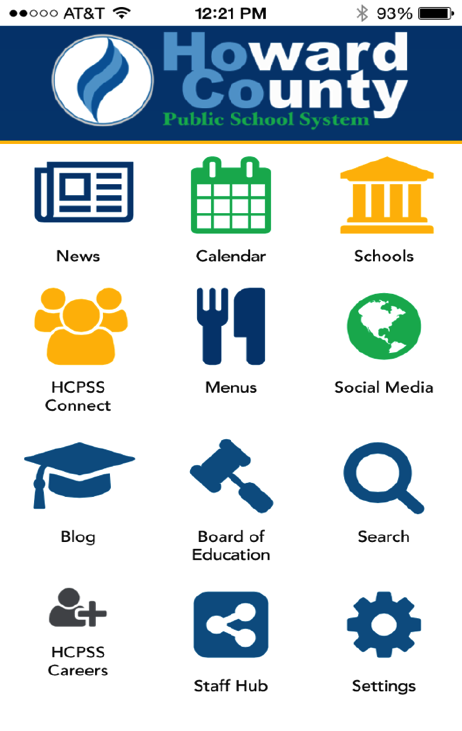 AT&T 12:21 PM 93%
Howard
County
Public School System
News Calendar Schools
HCPSS
Connect
Menus Social Media
Blog
Board of
Education
Search
HCPSS
Careers
Staff Hub Settings